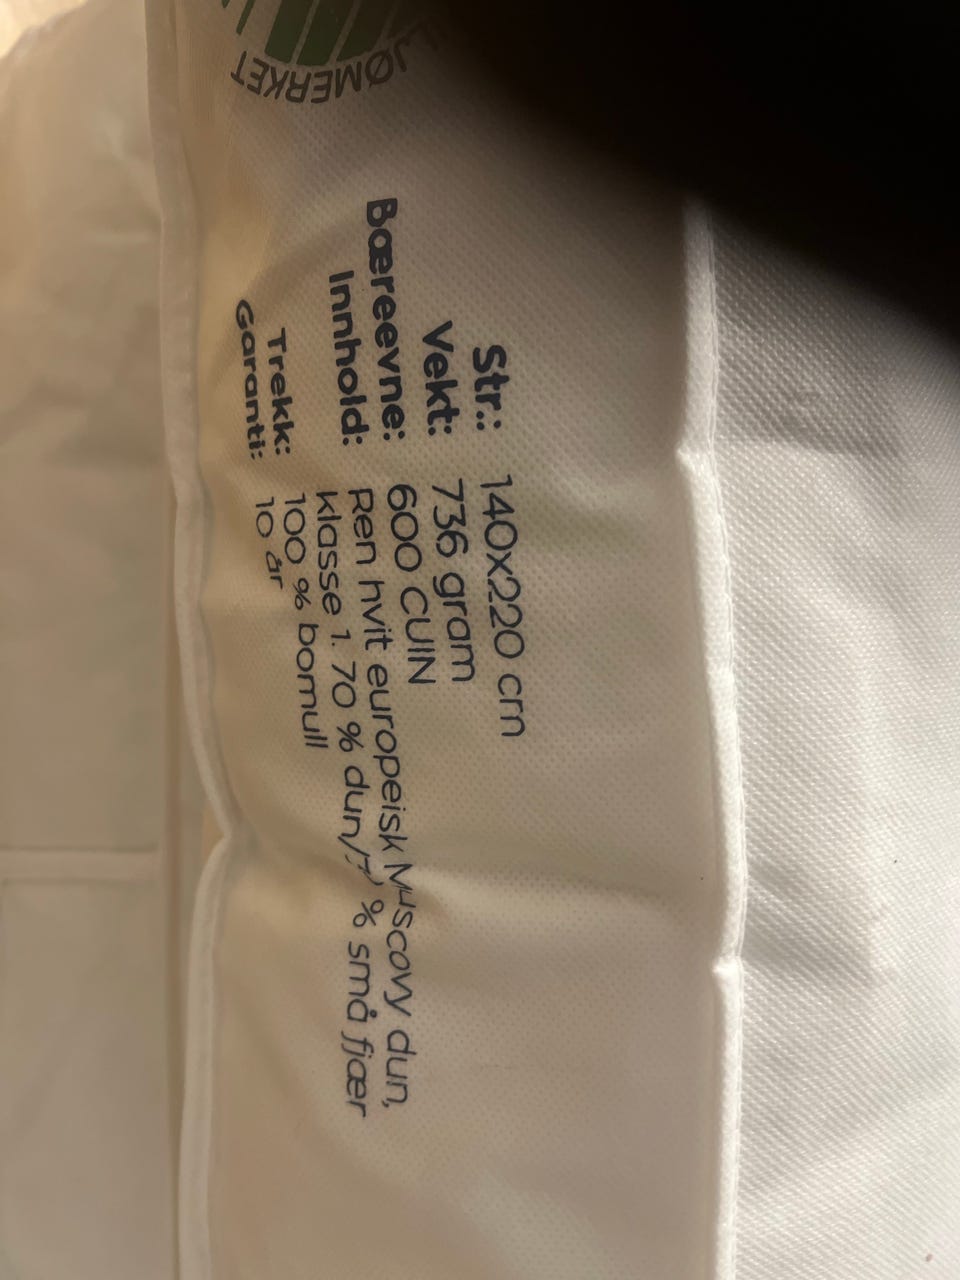 JØMERKET
Str.: 140x220 cm
Vekt: 736 gram
Bæreevne: 600 CUIN
Innhold: Ren hvit europeisk Muscovy dun,
klasse 1. 70 % dun/ % små fjær
Trekk: 100 % bomull
Garanti: 10 år